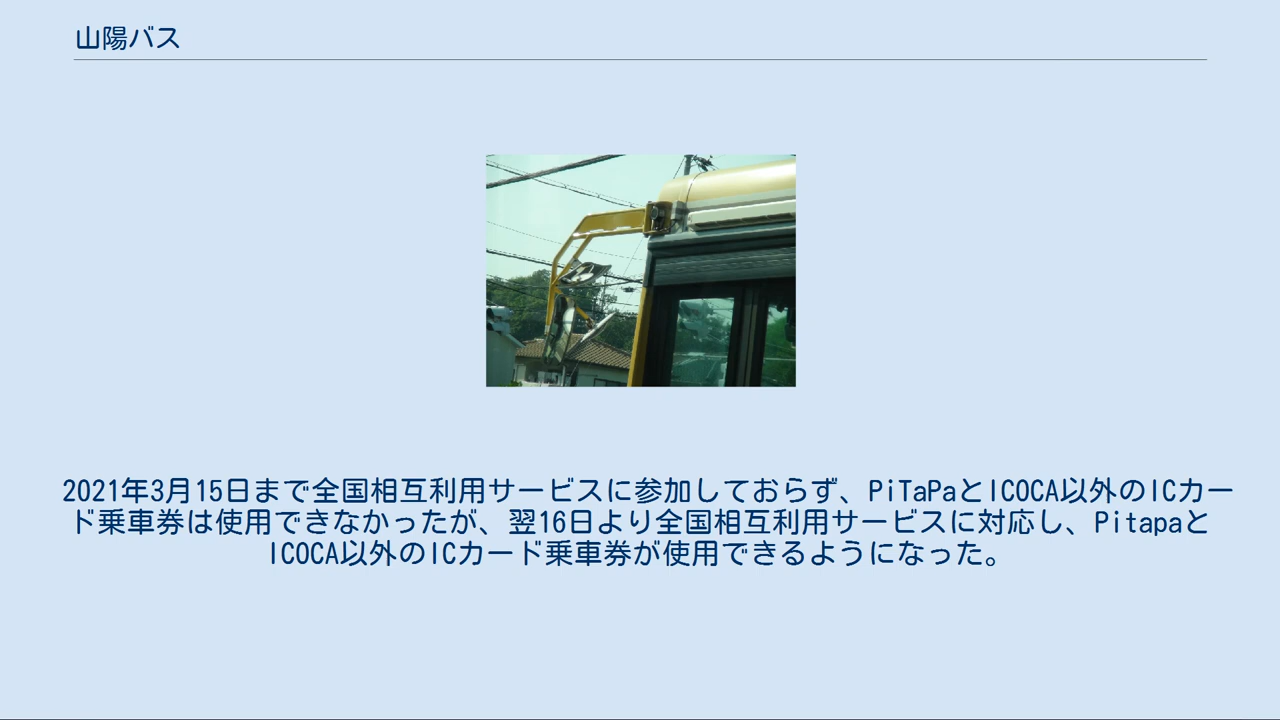 山陽バス
2021年3月15日まで全国相互利用サービスに参加しておらず、PiTaPaとICOCA以外のICカー
ド乗車券は使用できなかったが、翌16日より全国相互利用サービスに対応し、Pitapaと
ICOCA以外のICカード乗車券が使用できるようになった。